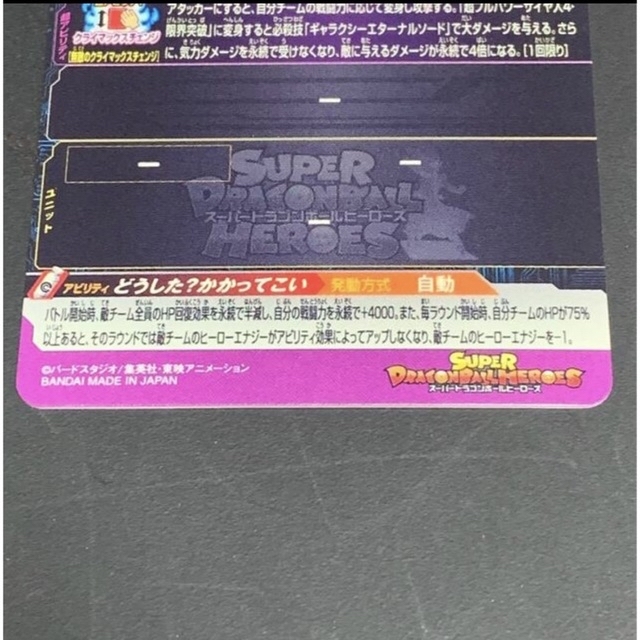 アタッカーにすると、自分チームの戦闘力に応じて変身し攻撃する。「超フルパワーサイヤ人4・
限界突破」に変身すると必殺技「ギャラクシーエターナルソード」で大ダメージを与える。さら
に、気力ダメージを永続で受けなくなり、敵に与えるダメージが永続で4倍になる。[1回限り]
超アビリティ
クライマックスチェンジ
ユニット
SUPER
DRAGONBALL
スーパードラゴンボールヒーローズ
HEROES
アビリティ どうした?かかってこい 発動方式 自動
バトル開始時、敵チーム全員のHP回復効果を永続で半減し、自分の戦闘力を永続で+4000。また、毎ラウンド開始時、自分チームのHPが75%
以上あると、そのラウンドでは敵チームのヒーローエナジーがアビリティ効果によってアップしなくなり、敵チームのヒーローエナジーを-1。
©バードスタジオ/集英社・東映アニメーション
BANDAI MADE IN JAPAN
SUPER
DRAGONBALL HEROES
スーパードラゴンボールヒーローズ